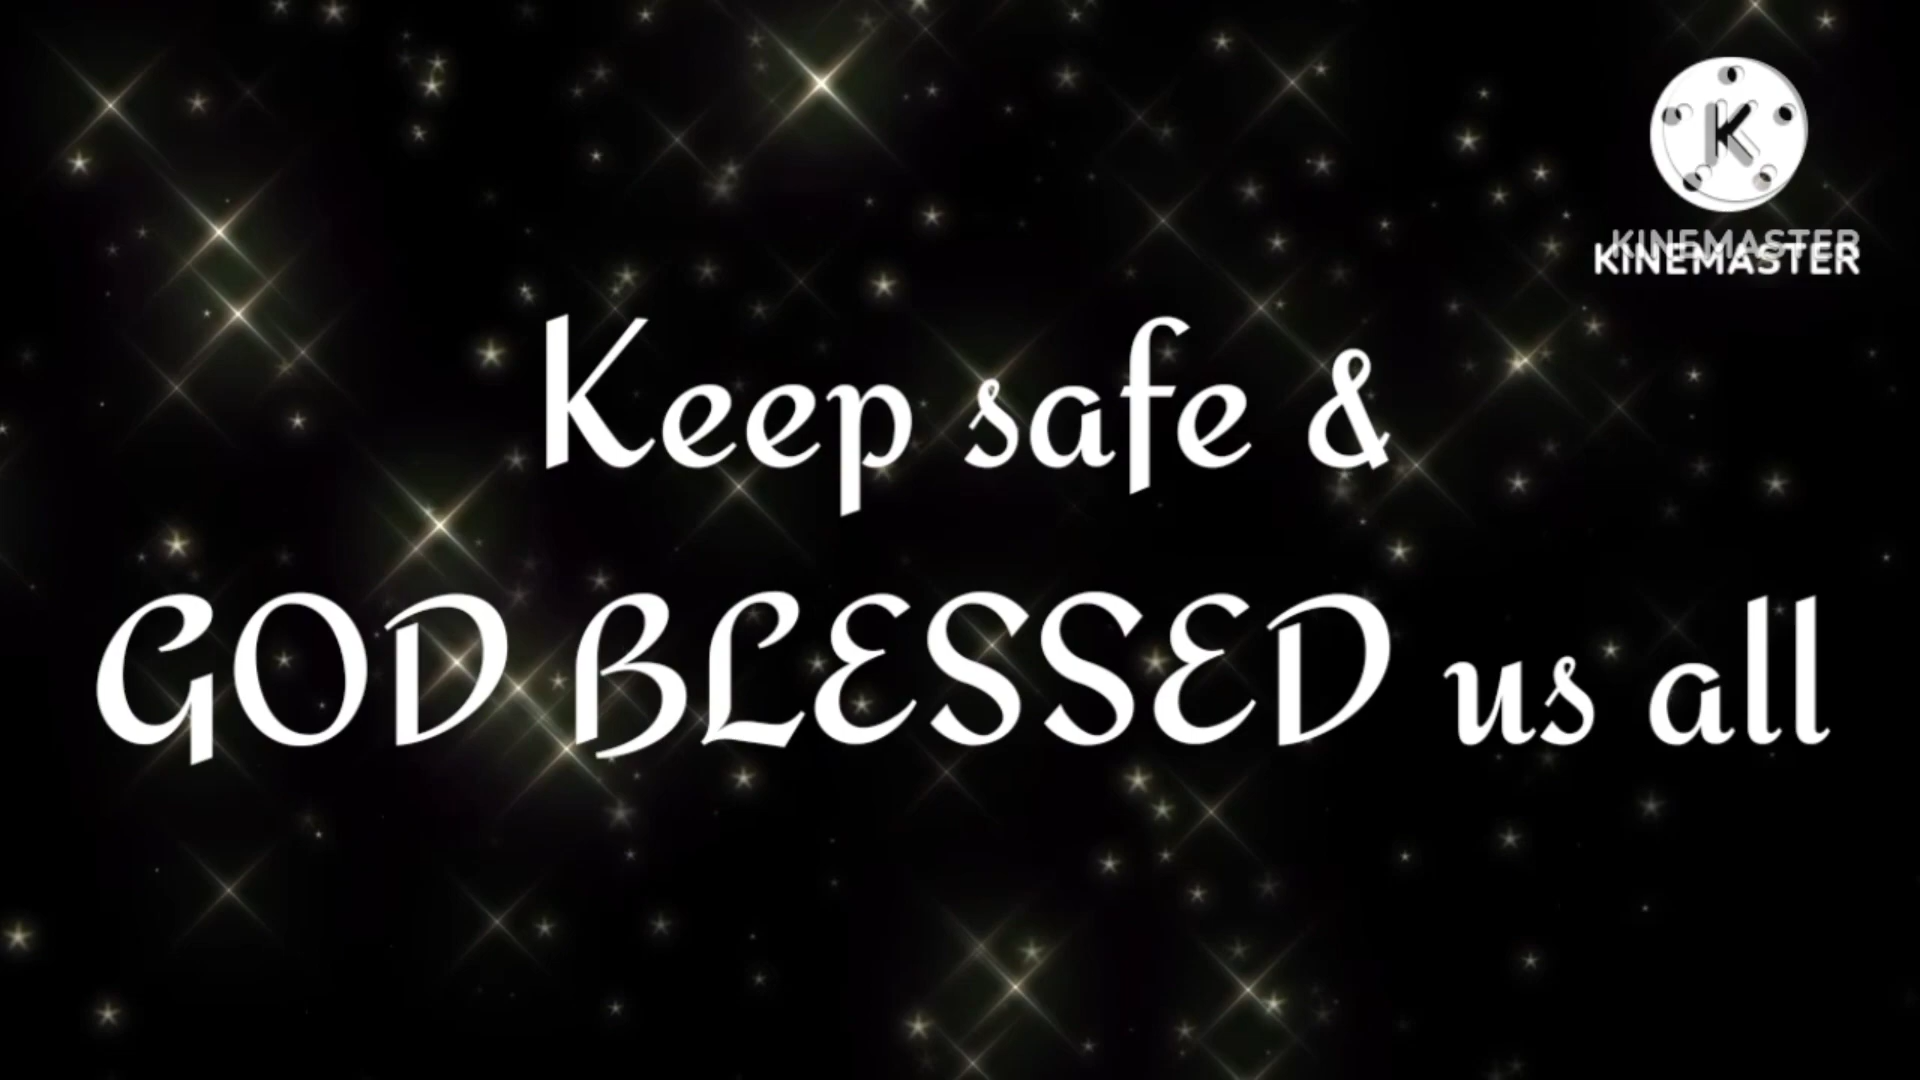 K
KINEMASTER
KINEMASTER
Keep safe &
GOD BLESSED us all